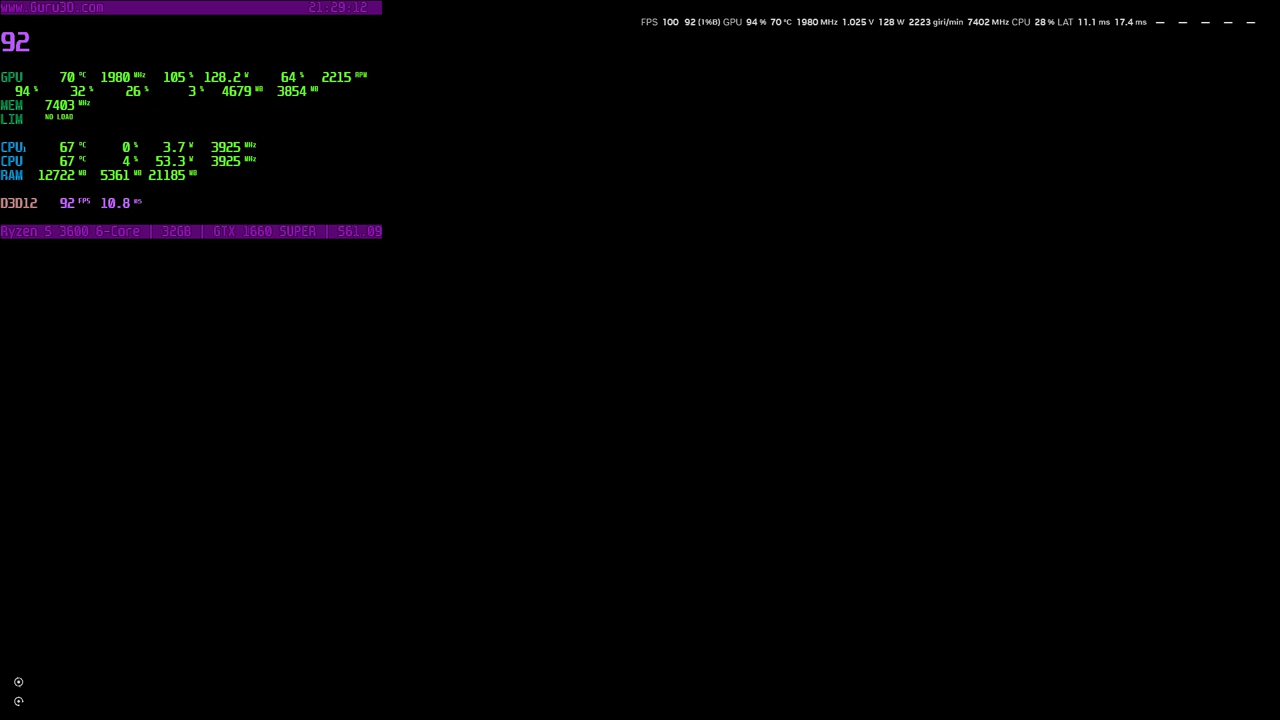 www.Guru3D.com 21:29:12
FPS 100 92 (1%B) GPU 94 % 70 °C 1980 MHz 1.025 V 128 W 2223 giri/min 7402 MHz CPU 28 % LAT 11.1 ms 17.4 ms — — — — —
92
GPU 70 °C 1980 MHz 105 % 128.2 W 64 % 2215 RPM
94 % 32 % 26 % 3 % 4679 MB 3854 MB
MEM 7403 MHz
LIM NO LOAD
CPU1 67 °C 0 % 3.7 W 3925 MHz
CPU 67 °C 4 % 53.3 W 3925 MHz
RAM 12722 MB 5361 MB 21185 MB
D3D12 92 FPS 10.8 ms
Ryzen 5 3600 6-Core | 32GB | GTX 1660 SUPER | 561.09